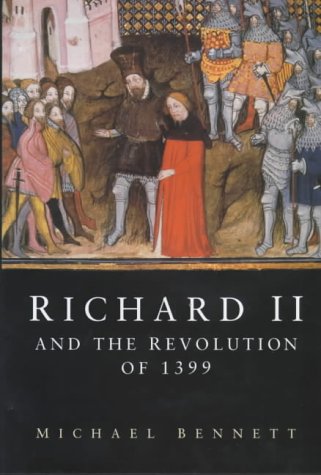 RICHARD II
AND THE REVOLUTION
OF 1399
MICHAEL BENNETT